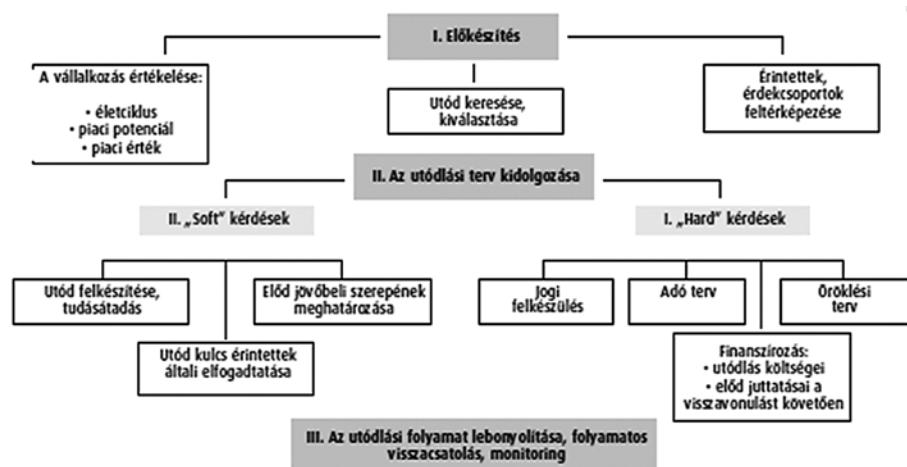 I. Előkészítés
A vállalkozás értékelése:
• életciklus
• piaci potenciál
• piaci érték
Utód keresése,
kiválasztása
Érintettek,
érdekcsoportok
feltérképezése
II. Az utódlási terv kidolgozása
II. „Soft” kérdések
I. „Hard” kérdések
Utód felkészítése,
tudásátadás
Előd jövőbeli szerepének
meghatározása
Utód kulcs érintettek
általi elfogadtatása
Jogi
felkészülés
Adó terv
Öröklési
terv
Finanszírozás:
• utódlás költségei
• előd juttatásai a
visszavonulást követően
III. Az utódlási folyamat lebonyolítása, folyamatos
visszacsatolás, monitoring